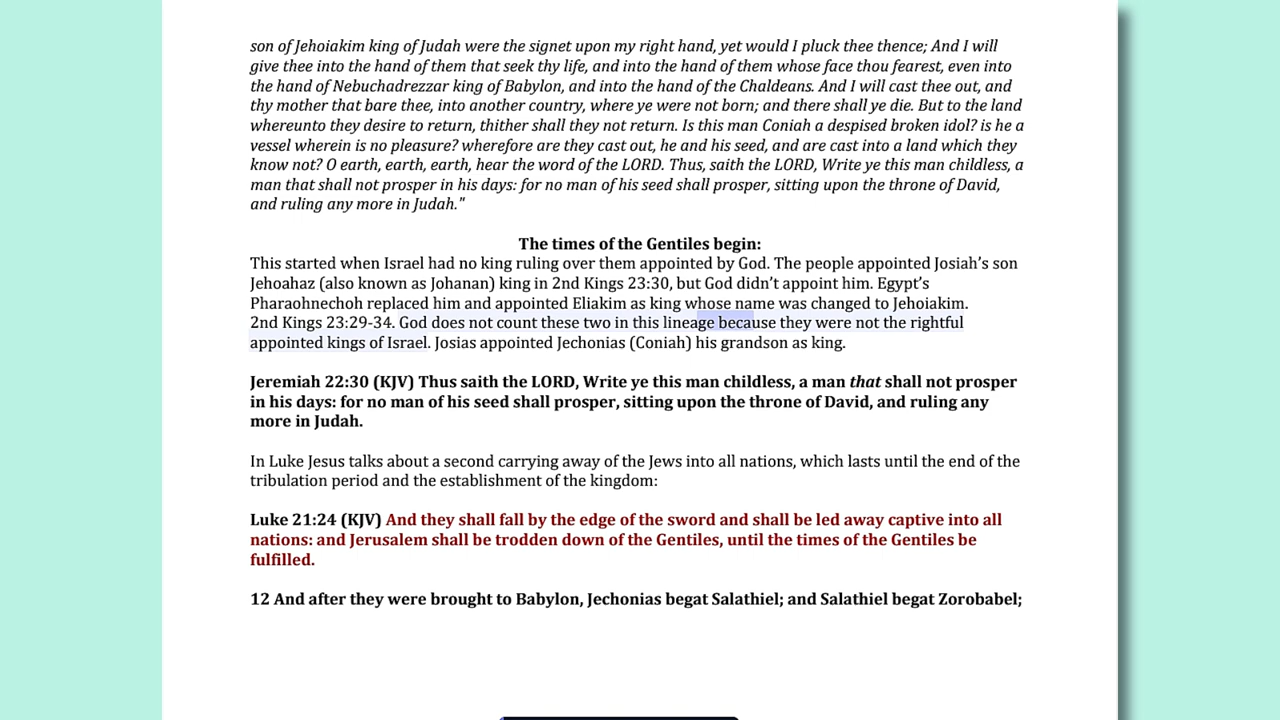 son of Jehoiakim king of Judah were the signet upon my right hand, yet would I pluck thee thence; And I will
give thee into the hand of them that seek thy life, and into the hand of them whose face thou fearest, even into
the hand of Nebuchadrezzar king of Babylon, and into the hand of the Chaldeans. And I will cast thee out, and
thy mother that bare thee, into another country, where ye were not born; and there shall ye die. But to the land
whereunto they desire to return, thither shall they not return. Is this man Coniah a despised broken idol? is he a
vessel wherein is no pleasure? wherefore are they cast out, he and his seed, and are cast into a land which they
know not? O earth, earth, earth, hear the word of the LORD. Thus, saith the LORD, Write ye this man childless, a
man that shall not prosper in his days: for no man of his seed shall prosper, sitting upon the throne of David,
and ruling any more in Judah."
The times of the Gentiles begin:
This started when Israel had no king ruling over them appointed by God. The people appointed Josiah's son
Jehoahaz (also known as Johanan) king in 2nd Kings 23:30, but God didn't appoint him. Egypt's
Pharaohnechoh replaced him and appointed Eliakim as king whose name was changed to Jehoiakim.
2nd Kings 23:29-34. God does not count these two in this lineage because they were not the rightful
appointed kings of Israel. Josias appointed Jechonias (Coniah) his grandson as king.
Jeremiah 22:30 (KJV) Thus saith the LORD, Write ye this man childless, a man that shall not prosper
in his days: for no man of his seed shall prosper, sitting upon the throne of David, and ruling any
more in Judah.
In Luke Jesus talks about a second carrying away of the Jews into all nations, which lasts until the end of the
tribulation period and the establishment of the kingdom:
Luke 21:24 (KJV) And they shall fall by the edge of the sword and shall be led away captive into all
nations: and Jerusalem shall be trodden down of the Gentiles, until the times of the Gentiles be
fulfilled.
12 And after they were brought to Babylon, Jechonias begat Salathiel; and Salathiel begat Zorobabel;